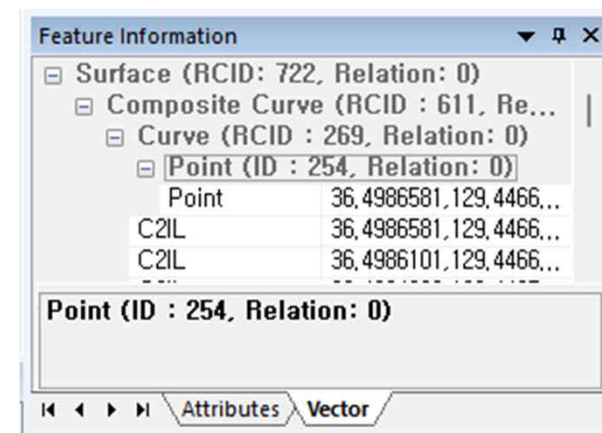 Feature Information
Surface (RCID: 722, Relation: 0)
Composite Curve (RCID : 611, Re...
Curve (RCID : 269, Relation: 0)
Point (ID : 254, Relation: 0)
Point 36,4986581,129,4466...
C2IL 36,4986581,129,4466...
C2IL 36,4986101,129,4466...
Point (ID : 254, Relation: 0)
Attributes Vector